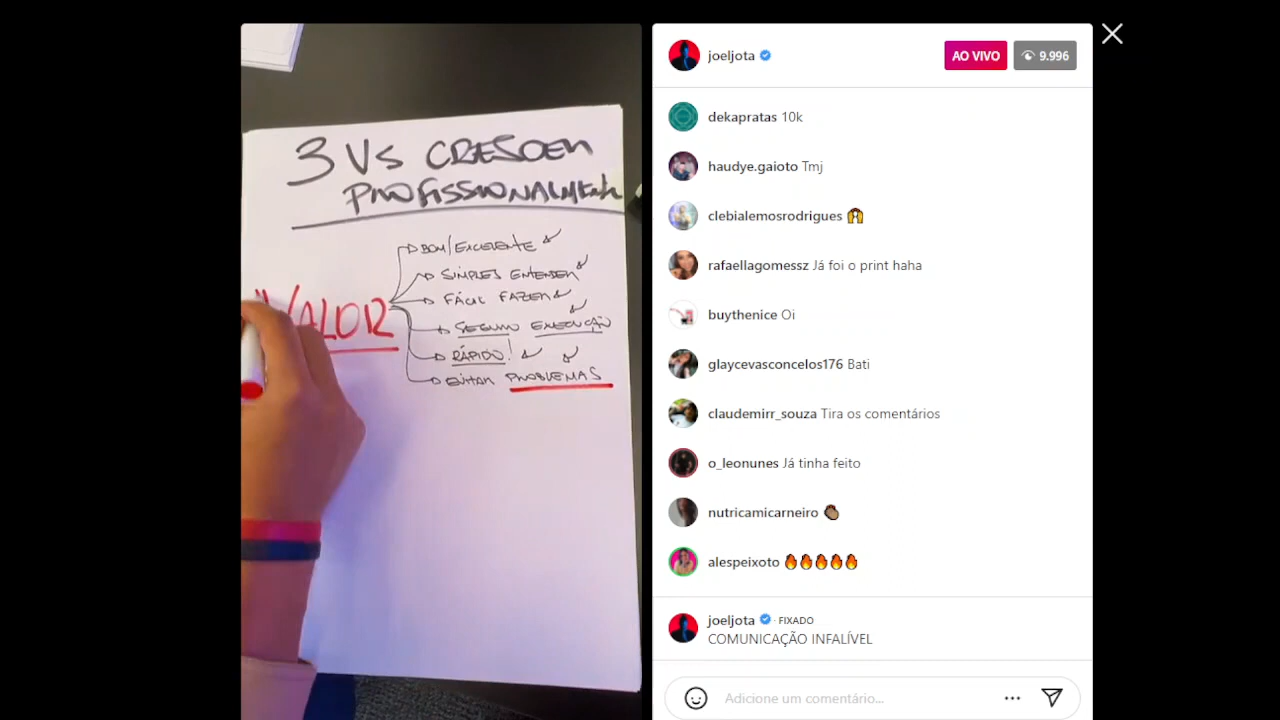 3 Vs CRESCER
PROFISSIONALMENTE
BOM/EXCELENTE
SIMPLES ENTENDER
FÁCIL FAZER
VALOR
SEGURO EXECUÇÃO
RÁPIDO!
EVITAR PROBLEMAS
joeljota
AO VIVO
9.996
dekapratas 10k
haudye.gaioto Tmj
clebialemosrodrigues 🙌
rafaellagomessz Já foi o print haha
buythenice Oi
glaycevasconcelos176 Bati
claudemirr_souza Tira os comentários
o_leonunes Já tinha feito
nutricamicarneiro 👏🏽
alespeixoto 🔥🔥🔥🔥🔥
joeljota · FIXADO
COMUNICAÇÃO INFALÍVEL
Adicione um comentário...